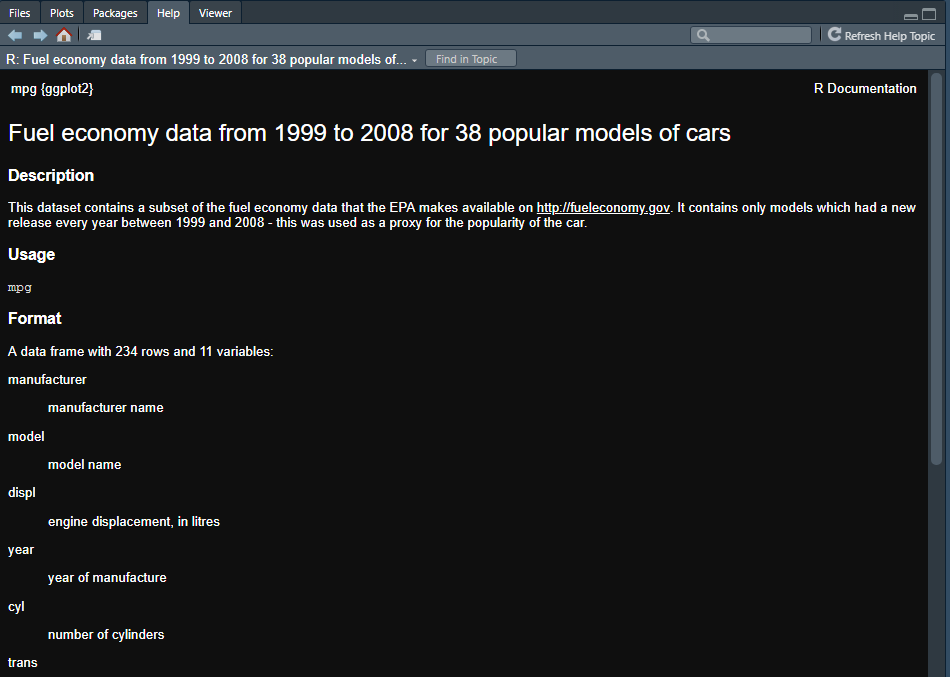 Files Plots Packages Help Viewer
Refresh Help Topic
R: Fuel economy data from 1999 to 2008 for 38 popular models of... Find in Topic
mpg {ggplot2} R Documentation
Fuel economy data from 1999 to 2008 for 38 popular models of cars
Description
This dataset contains a subset of the fuel economy data that the EPA makes available on http://fueleconomy.gov. It contains only models which had a new
release every year between 1999 and 2008 - this was used as a proxy for the popularity of the car.
Usage
mpg
Format
A data frame with 234 rows and 11 variables:
manufacturer
manufacturer name
model
model name
displ
engine displacement, in litres
year
year of manufacture
cyl
number of cylinders
trans